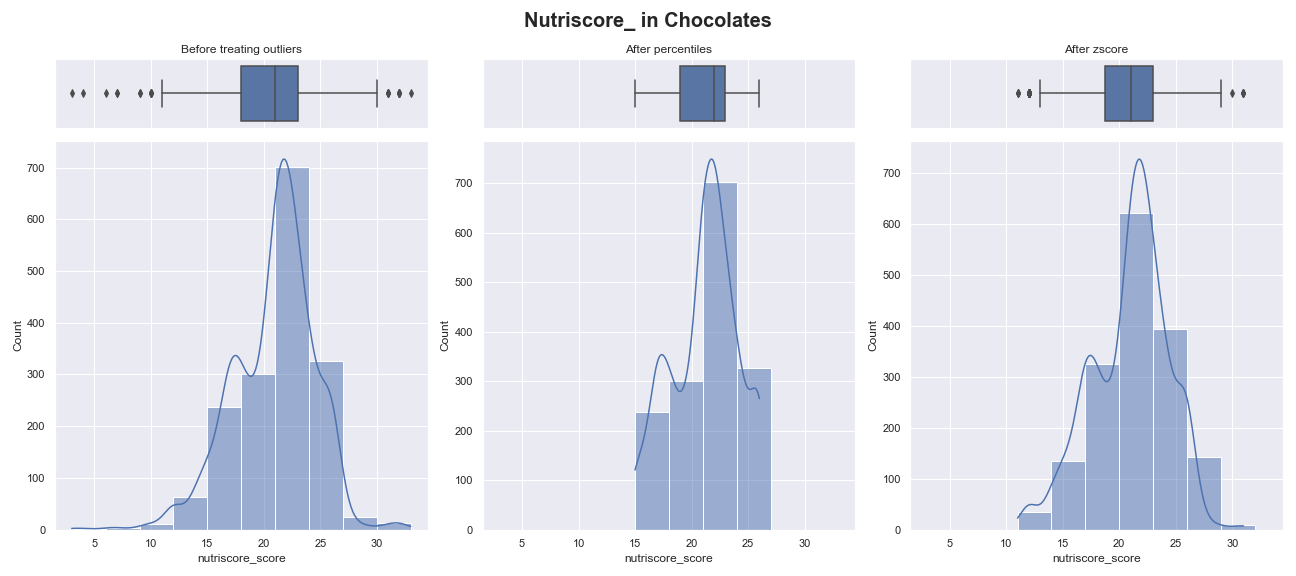 Nutriscore_ in Chocolates
Before treating outliers
After percentiles
After zscore
Count
700
600
500
400
300
200
100
0
5 10 15 20 25 30
nutriscore_score
Count
700
600
500
400
300
200
100
0
5 10 15 20 25 30
nutriscore_score
Count
700
600
500
400
300
200
100
0
5 10 15 20 25 30
nutriscore_score